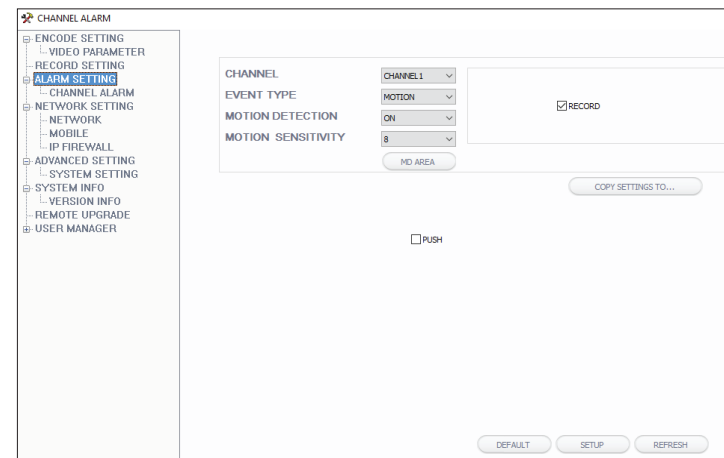 CHANNEL ALARM
ENCODE SETTING
VIDEO PARAMETER
RECORD SETTING
ALARM SETTING
CHANNEL ALARM
NETWORK SETTING
NETWORK
MOBILE
IP FIREWALL
ADVANCED SETTING
SYSTEM SETTING
SYSTEM INFO
VERSION INFO
REMOTE UPGRADE
USER MANAGER
CHANNEL CHANNEL1
EVENT TYPE MOTION
MOTION DETECTION ON
MOTION SENSITIVITY 8
MD AREA
RECORD
COPY SETTINGS TO...
PUSH
DEFAULT SETUP REFRESH